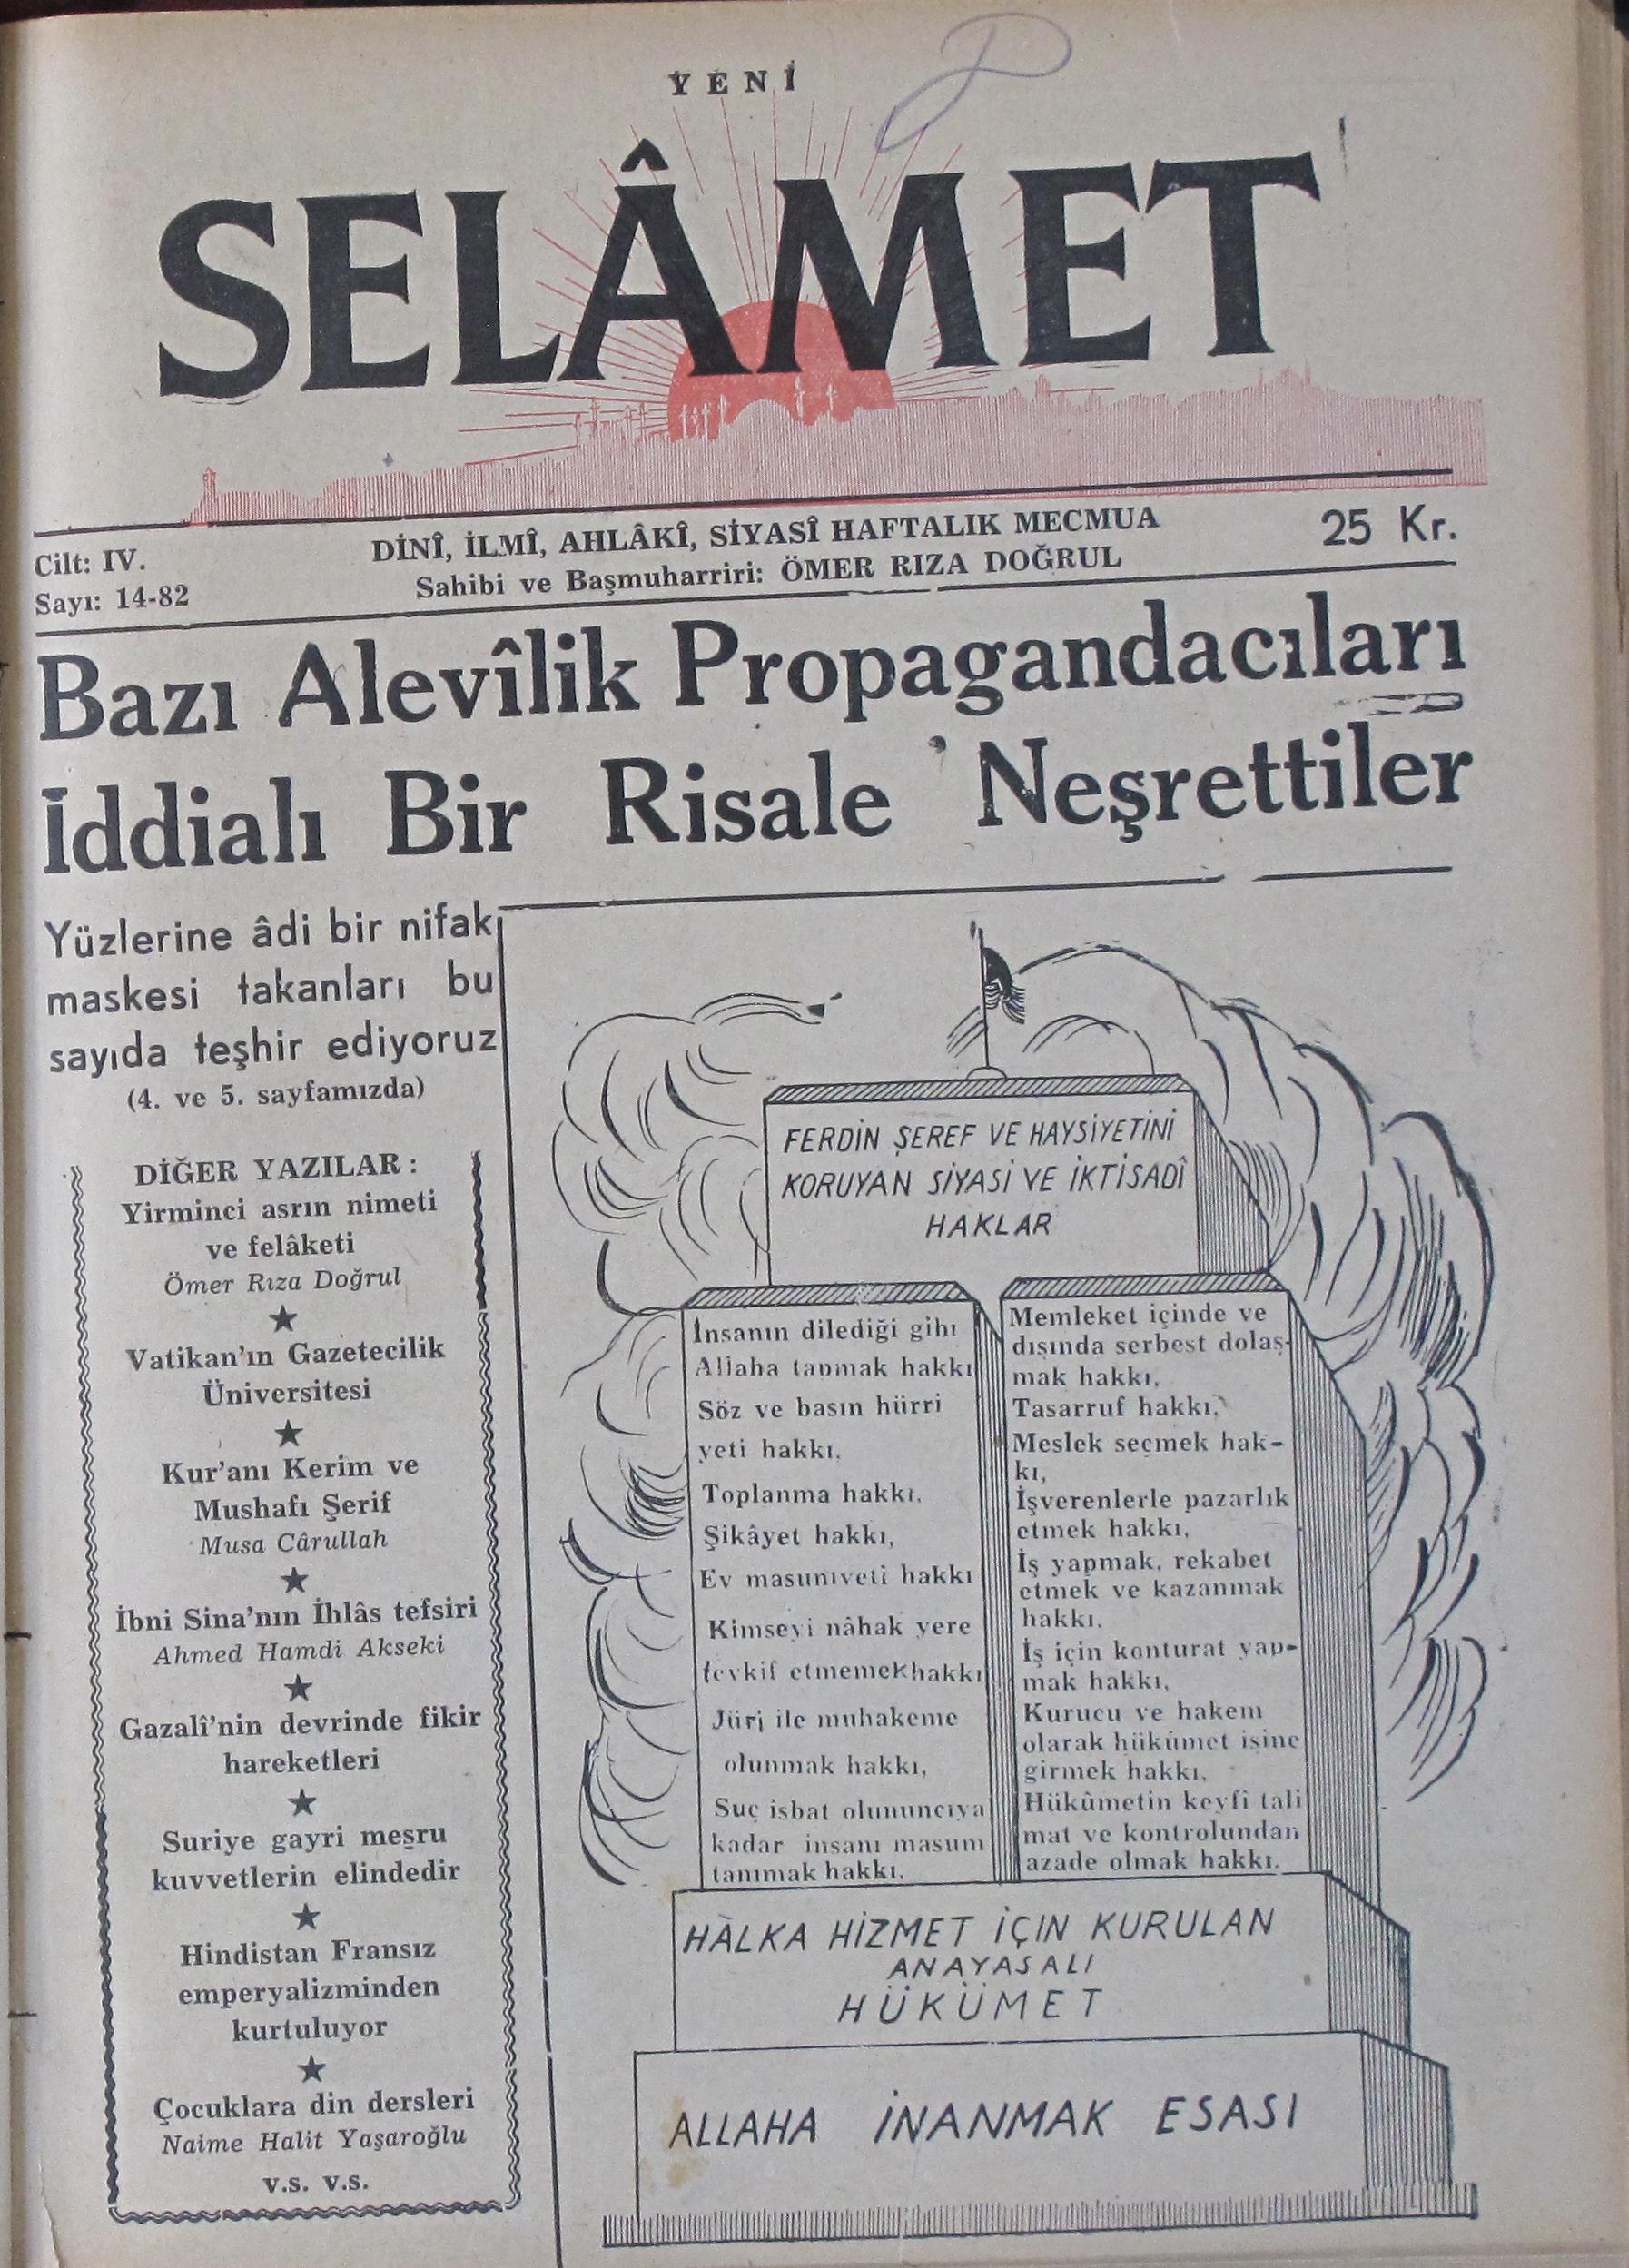 YENİ
SELÂMET
Cilt: IV.
Sayı: 14-82
DİNÎ, İLMÎ, AHLÂKÎ, SİYASÎ HAFTALIK MECMUA
Sahibi ve Başmuharriri: ÖMER RIZA DOĞRUL
25 Kr.
Bazı Alevîlik Propagandacıları
İddialı Bir Risale Neşrettiler
Yüzlerine âdi bir nifak
maskesi takanları bu
sayıda teşhir ediyoruz
(4. ve 5. sayfamızda)
DİĞER YAZILAR :
Yirminci asrın nimeti
ve felâketi
Ömer Rıza Doğrul
★
Vatikan'ın Gazetecilik
Üniversitesi
★
Kur'anı Kerim ve
Mushafı Şerif
Musa Cârullah
★
İbni Sina'nın İhlâs tefsiri
Ahmed Hamdi Akseki
★
Gazalî'nin devrinde fikir
hareketleri
★
Suriye gayri meşru
kuvvetlerin elindedir
★
Hindistan Fransız
emperyalizminden
kurtuluyor
★
Çocuklara din dersleri
Naime Halit Yaşaroğlu
v.s. v.s.
FERDİN ŞEREF VE HAYSİYETİNİ
KORUYAN SİYASİ VE İKTİSADÎ
HAKLAR
İnsanın dilediği gibi
Allaha tapmak hakkı
Söz ve basın hürri
yeti hakkı,
Toplanma hakkı,
Şikâyet hakkı,
Ev masuniyeti hakkı
Kimseyi nâhak yere
tevkif etmemek hakkı
Jüri ile muhakeme
olunmak hakkı,
Suç isbat olununcıya
kadar insanı masum
tanımak hakkı.
Memleket içinde ve
dışında serbest dolaş-
mak hakkı,
Tasarruf hakkı,
Meslek seçmek hak-
kı,
İşverenlerle pazarlık
etmek hakkı,
İş yapmak, rekabet
etmek ve kazanmak
hakkı,
İş için konturat yap-
mak hakkı,
Kurucu ve hakem
olarak hükûmet işine
girmek hakkı,
Hükûmetin keyfi tali
mat ve kontrolundan
azade olmak hakkı.
HALKA HİZMET İÇİN KURULAN
ANAYASALI
HÜKÜMET
ALLAHA İNANMAK ESASI